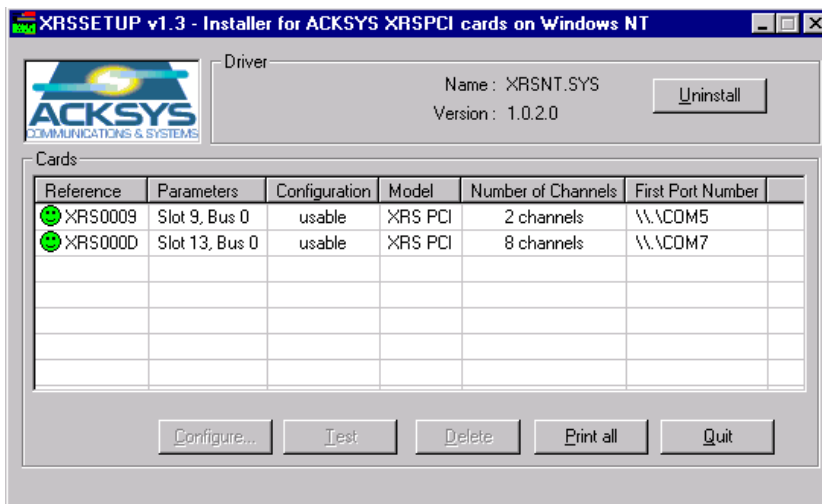 XRSSETUP v1.3 - Installer for ACKSYS XRSPCI cards on Windows NT
ACKSYS
COMMUNICATIONS & SYSTEMS
Driver
Name : XRSNT.SYS
Version : 1.0.2.0
Uninstall
Cards
Reference Parameters Configuration Model Number of Channels First Port Number
XRS0009 Slot 9, Bus 0 usable XRS PCI 2 channels \\.\COM5
XRS000D Slot 13, Bus 0 usable XRS PCI 8 channels \\.\COM7
Configure... Test Delete Print all Quit